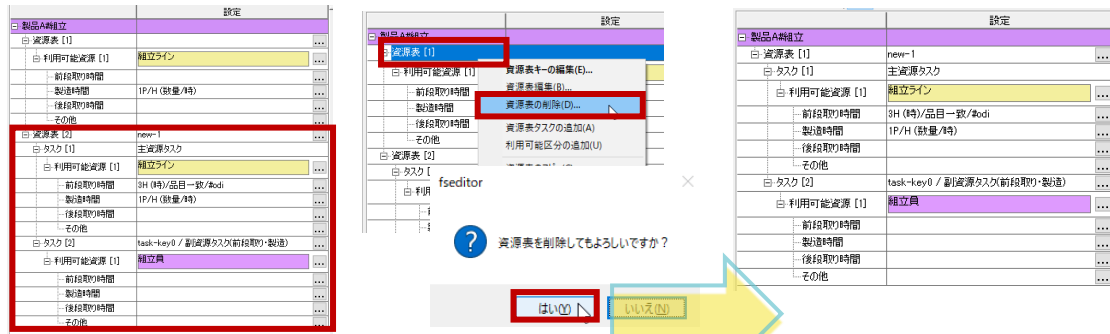 設定
製品A#組立
資源表 [1]
...
利用可能資源 [1] 組立ライン
...
前段取り時間
...
製造時間 1P/H (数量/時)
...
後段取り時間
...
その他
...
資源表 [2] new-1
...
タスク [1] 主資源タスク
利用可能資源 [1] 組立ライン
...
前段取り時間 3H (時)/品目一致/#odi
...
製造時間 1P/H (数量/時)
...
後段取り時間
...
その他
...
タスク [2] task-key0 / 副資源タスク(前段取り・製造)
...
利用可能資源 [1] 組立員
...
前段取り時間
...
製造時間
...
後段取り時間
...
その他
...
設定
製品A#組立
資源表 [1]
利用可能資源 [1]
前段取り時間
製造時間
後段取り時間
その他
資源表 [2]
資源表キーの編集(E)...
資源表編集(B)...
資源表の削除(D)...
資源表タスクの追加(A)
利用可能区分の追加(U)
fseditor
資源表を削除してもよろしいですか？
はい(Y)
いいえ(N)
設定
製品A#組立
資源表 [1] new-1
...
タスク [1] 主資源タスク
利用可能資源 [1] 組立ライン
...
前段取り時間 3H (時)/品目一致/#odi
...
製造時間 1P/H (数量/時)
...
後段取り時間
...
その他
...
タスク [2] task-key0 / 副資源タスク(前段取り・製造)
...
利用可能資源 [1] 組立員
...
前段取り時間
...
製造時間
...
後段取り時間
...
その他
...